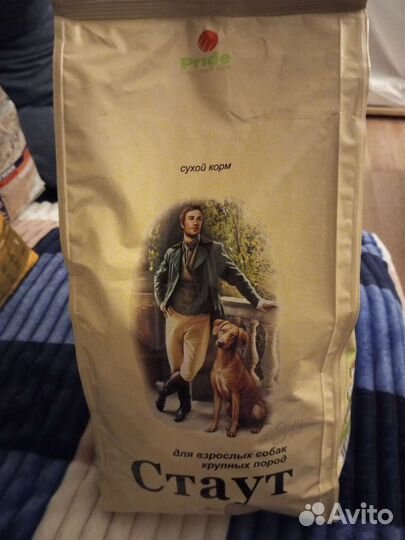 Pride
сухой корм
для взрослых собак
крупных пород
Стаут
Avito